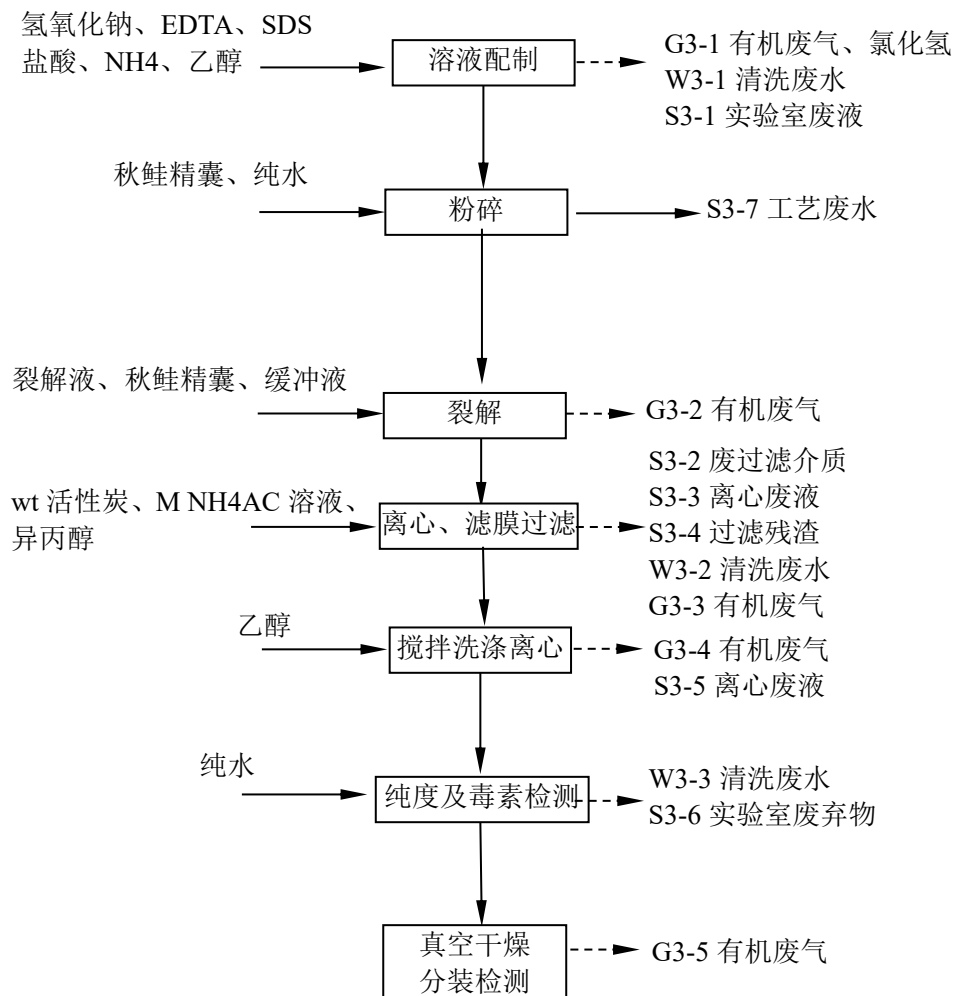 氢氧化钠、EDTA、SDS
盐酸、NH4、乙醇
溶液配制
G3-1 有机废气、氯化氢
W3-1 清洗废水
S3-1 实验室废液
秋鲑精囊、纯水
粉碎
S3-7 工艺废水
裂解液、秋鲑精囊、缓冲液
裂解
G3-2 有机废气
wt 活性炭、M NH4AC 溶液、
异丙醇
离心、滤膜过滤
S3-2 废过滤介质
S3-3 离心废液
S3-4 过滤残渣
W3-2 清洗废水
G3-3 有机废气
乙醇
搅拌洗涤离心
G3-4 有机废气
S3-5 离心废液
纯水
纯度及毒素检测
W3-3 清洗废水
S3-6 实验室废弃物
真空干燥
分装检测
G3-5 有机废气